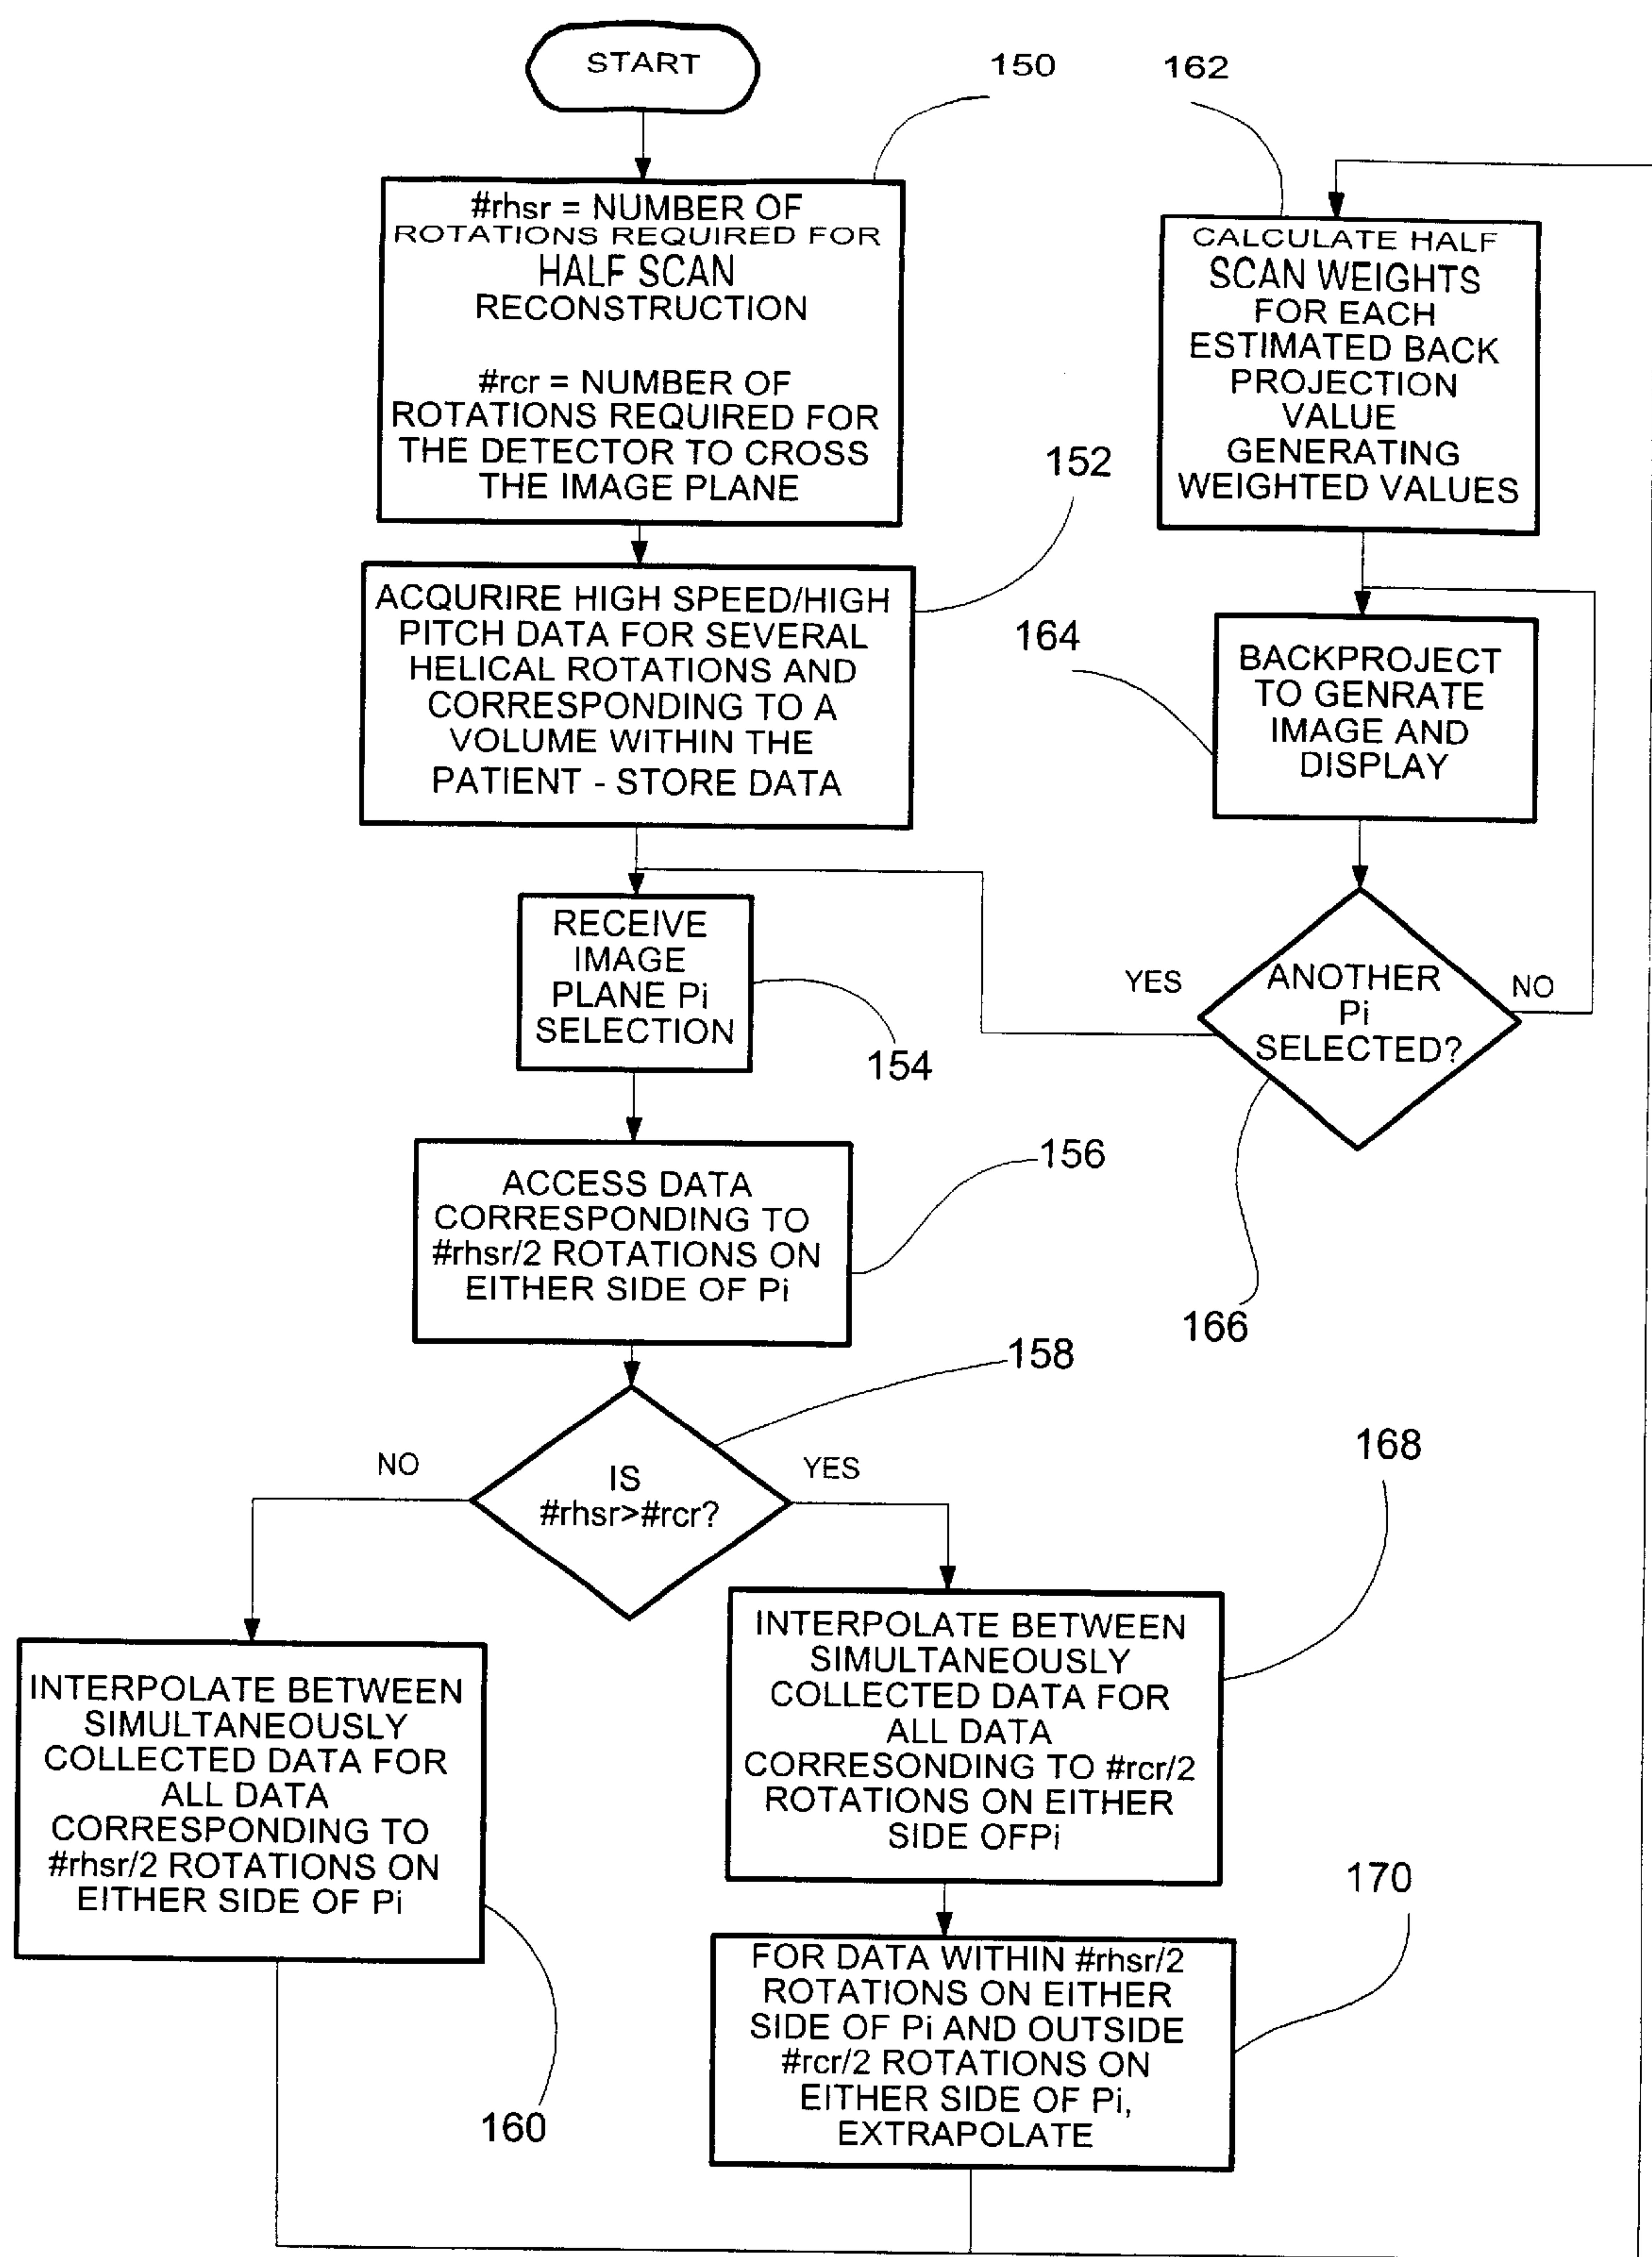 START
150
#rhsr = NUMBER OF
ROTATIONS REQUIRED FOR
HALF SCAN
RECONSTRUCTION
#rcr = NUMBER OF
ROTATIONS REQUIRED FOR
THE DETECTOR TO CROSS
THE IMAGE PLANE
152
ACQURIRE HIGH SPEED/HIGH
PITCH DATA FOR SEVERAL
HELICAL ROTATIONS AND
CORRESPONDING TO A
VOLUME WITHIN THE
PATIENT - STORE DATA
RECEIVE
IMAGE
PLANE Pi
SELECTION
154
ACCESS DATA
CORRESPONDING TO
#rhsr/2 ROTATIONS ON
EITHER SIDE OF Pi
156
158
IS
#rhsr>#rcr?
NO
YES
INTERPOLATE BETWEEN
SIMULTANEOUSLY
COLLECTED DATA FOR
ALL DATA
CORRESPONDING TO
#rhsr/2 ROTATIONS ON
EITHER SIDE OF Pi
160
168
INTERPOLATE BETWEEN
SIMULTANEOUSLY
COLLECTED DATA FOR
ALL DATA
CORRESONDING TO #rcr/2
ROTATIONS ON EITHER
SIDE OFPi
170
FOR DATA WITHIN #rhsr/2
ROTATIONS ON EITHER
SIDE OF Pi AND OUTSIDE
#rcr/2 ROTATIONS ON
EITHER SIDE OF Pi,
EXTRAPOLATE
162
CALCULATE HALF
SCAN WEIGHTS
FOR EACH
ESTIMATED BACK
PROJECTION
VALUE
GENERATING
WEIGHTED VALUES
164
BACKPROJECT
TO GENRATE
IMAGE AND
DISPLAY
YES
ANOTHER
Pi
SELECTED?
NO
166